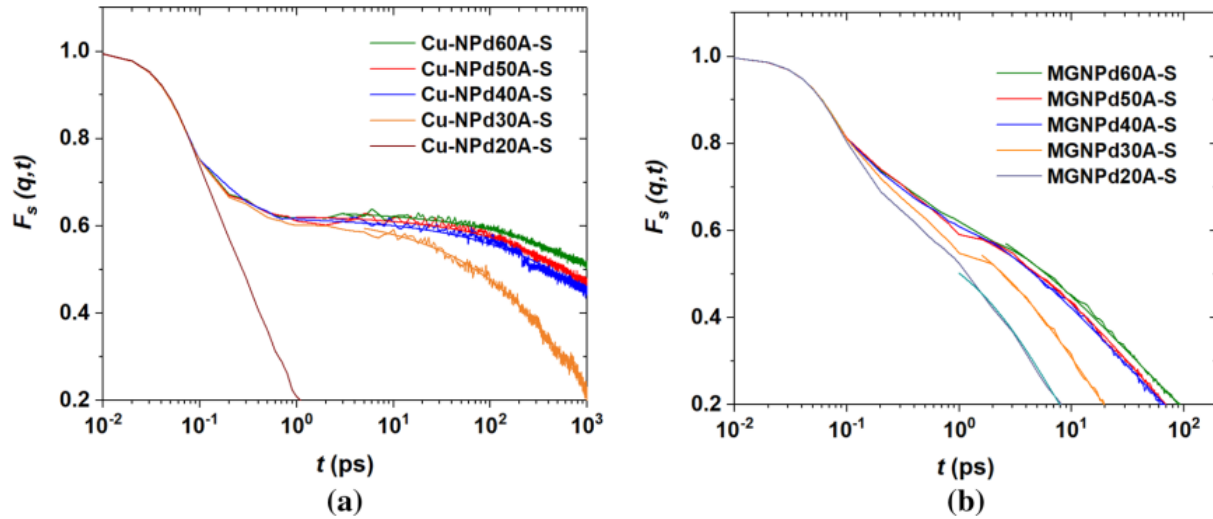 (a)
F_s (q,t)
1.0
0.8
0.6
0.4
0.2
Cu-NPd60A-S
Cu-NPd50A-S
Cu-NPd40A-S
Cu-NPd30A-S
Cu-NPd20A-S
10^-2 10^-1 10^0 10^1 10^2 10^3
t (ps)
(a)
F_s (q,t)
1.0
0.8
0.6
0.4
0.2
MGNPd60A-S
MGNPd50A-S
MGNPd40A-S
MGNPd30A-S
MGNPd20A-S
10^-2 10^-1 10^0 10^1 10^2
t (ps)
(b)